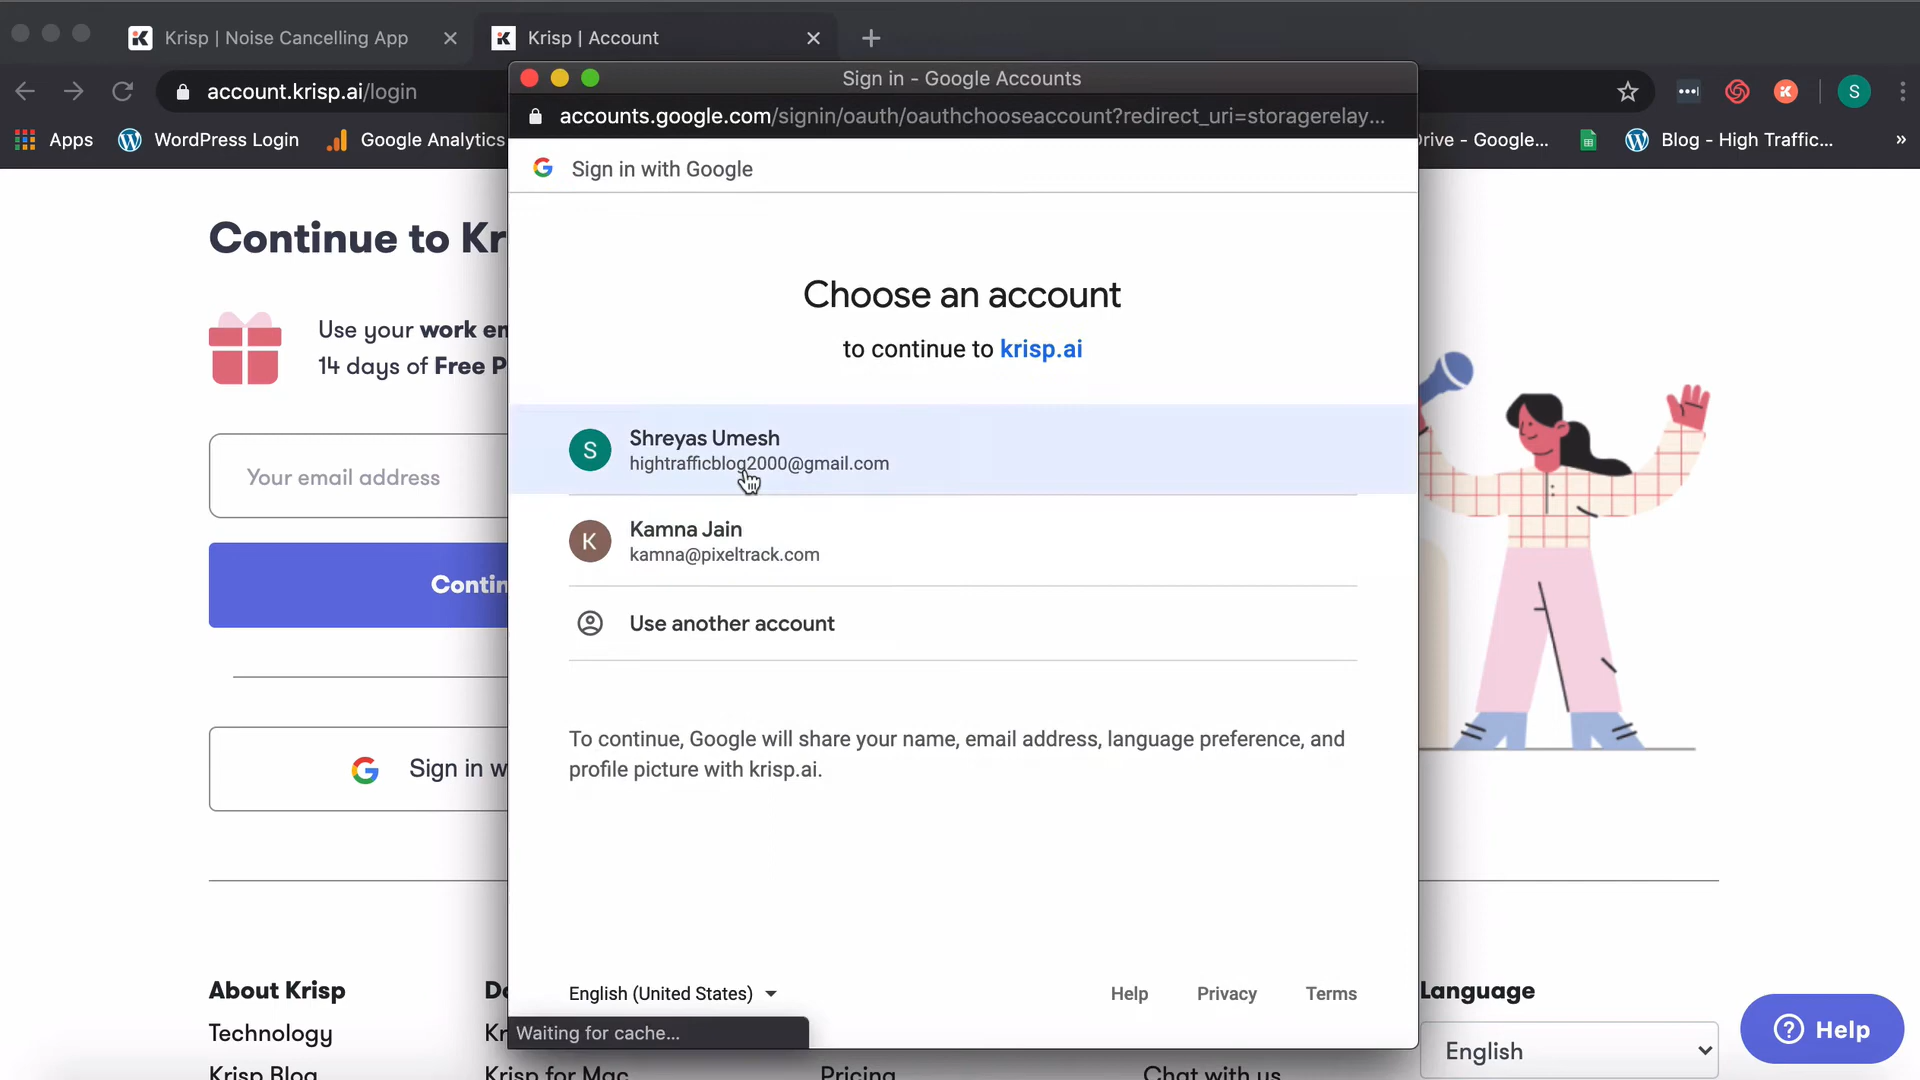 Krisp | Noise Cancelling App
Krisp | Account
Sign in - Google Accounts
account.krisp.ai/login
S
accounts.google.com/signin/oauth/oauthchooseaccount?redirect_uri=storagerelay...
Apps
WordPress Login
Google Analytics
Drive - Google...
Blog - High Traffic...
»
Sign in with Google
Continue to Kr
Choose an account
to continue to krisp.ai
Use your work em
14 days of Free P
S
Shreyas Umesh
hightrafficblog2000@gmail.com
Your email address
K
Kamna Jain
kamna@pixeltrack.com
Contin
Use another account
To continue, Google will share your name, email address, language preference, and
profile picture with krisp.ai.
Sign in w
English (United States)
Help
Privacy
Terms
Waiting for cache...
About Krisp
Technology
Krisp Blog
Do
Kr
Krisp for Mac
Pricing
Chat with us
Language
English
Help